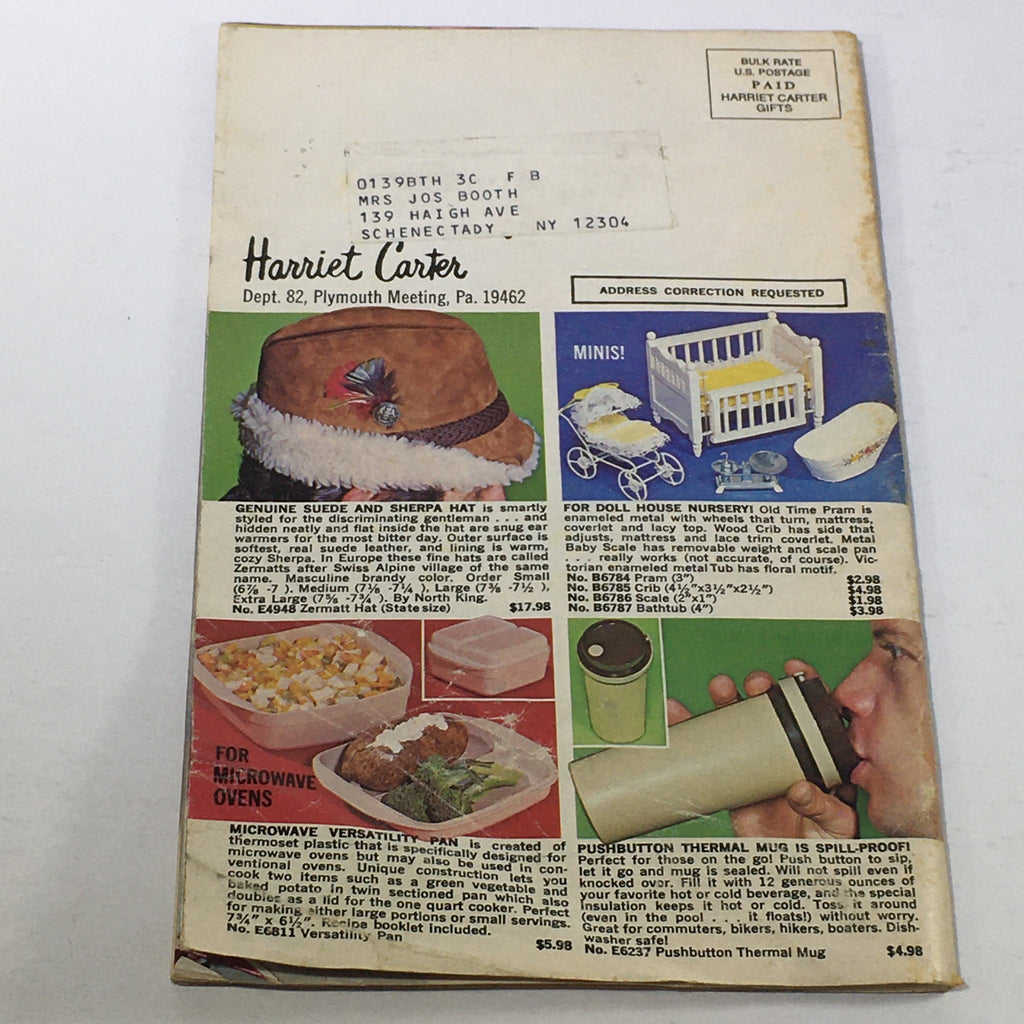 BULK RATE
U.S. POSTAGE
PAID
HARRIET CARTER
GIFTS
0139BTH 3C F B
MRS JOS BOOTH
139 HAIGH AVE
SCHENECTADY NY 12304
Harriet Carter
Dept. 82, Plymouth Meeting, Pa. 19462
ADDRESS CORRECTION REQUESTED
GENUINE SUEDE AND SHERPA HAT is smartly
styled for the discriminating gentleman . . . and
hidden neatly and flat inside the hat are snug ear
warmers for the most bitter day. Outer surface is
softest, real suede leather, and lining is warm,
cozy Sherpa. In Europe these fine hats are called
Zermatts after Swiss Alpine village of the same
name. Masculine brandy color. Order Small
(6⅞ -7 ). Medium (7⅛ -7¼ ), Large (7⅜ -7½ ),
Extra Large (7⅝ -7¾ ). By North King.
No. E4948 Zermatt Hat (State size) $17.98
MINIS!
FOR DOLL HOUSE NURSERY! Old Time Pram is
enameled metal with wheels that turn, mattress,
coverlet and lacy top. Wood Crib has side that
adjusts, mattress and lace trim coverlet. Metal
Baby Scale has removable weight and scale pan
. . . really works (not accurate, of course). Vic-
torian enameled metal Tub has floral motif.
No. B6784 Pram (3") $2.98
No. B6785 Crib (4½"x3½"x2½") $4.98
No. B6786 Scale (2"x1") $1.98
No. B6787 Bathtub (4") $3.98
FOR
MICROWAVE
OVENS
MICROWAVE VERSATILITY PAN is created of
thermoset plastic that is specifically designed for
microwave ovens but may also be used in con-
ventional ovens. Unique construction lets you
cook two items such as a green vegetable and
baked potato in twin sectioned pan which also
doubles as a lid for the one quart cooker. Perfect
for making either large portions or small servings.
7¾" x 6½". Recipe booklet included.
No. E6811 Versatility Pan $5.98
PUSHBUTTON THERMAL MUG IS SPILL-PROOF!
Perfect for those on the go! Push button to sip,
let it go and mug is sealed. Will not spill even if
knocked over. Fill it with 12 generous ounces of
your favorite hot or cold beverage, and the special
insulation keeps it hot or cold. Toss it around
(even in the pool . . . it floats!) without worry.
Great for commuters, bikers, hikers, boaters. Dish-
washer safe!
No. E6237 Pushbutton Thermal Mug $4.98